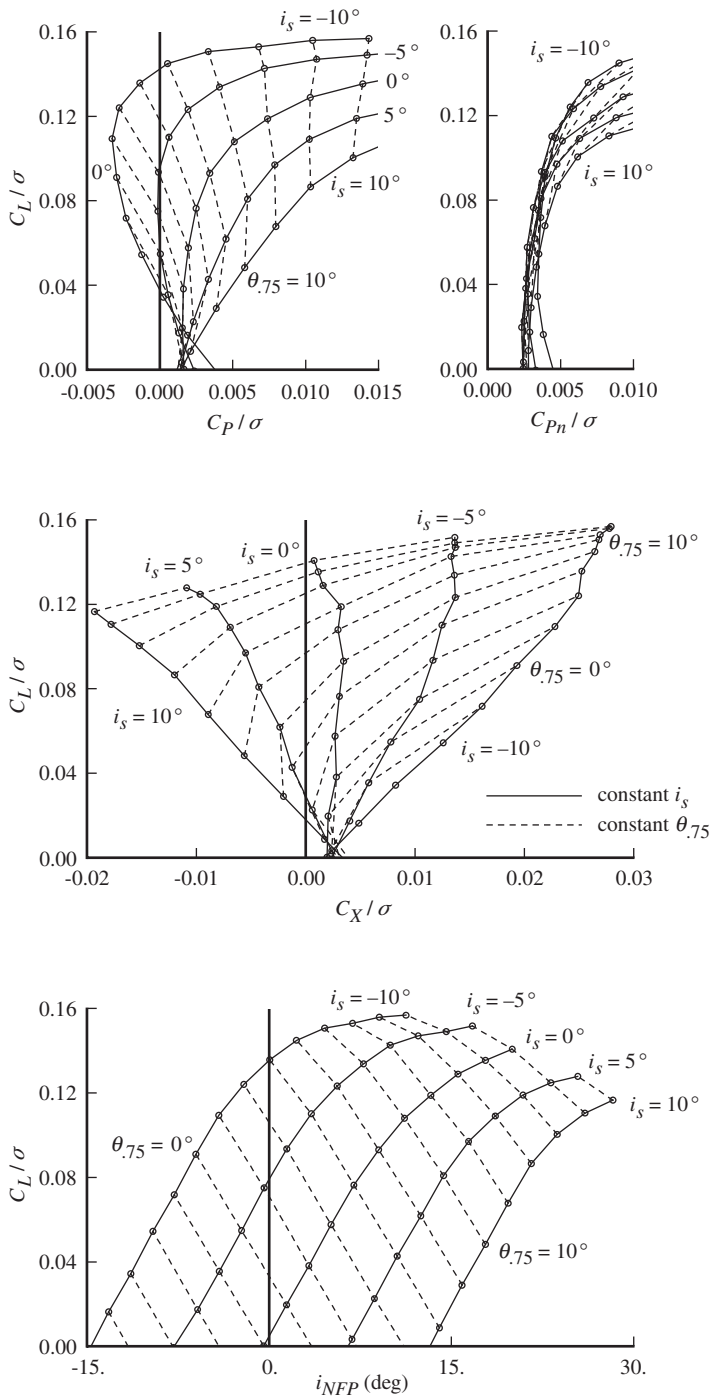 0.16
0.12
0.08
0.04
0.00
C_L / σ
i_s = –10°
–5°
0°
5°
i_s = 10°
0°
θ.75 = 10°
-0.005 0.000 0.005 0.010 0.015
C_P / σ
0.16
0.12
0.08
0.04
0.00
i_s = –10°
i_s = 10°
0.000 0.005 0.010
C_Pn / σ
0.16
0.12
0.08
0.04
0.00
C_L / σ
i_s = 5°
i_s = 0°
i_s = –5°
θ.75 = 10°
θ.75 = 0°
i_s = 10°
i_s = –10°
constant i_s
constant θ.75
-0.02 -0.01 0.00 0.01 0.02 0.03
C_X / σ
0.16
0.12
0.08
0.04
0.00
C_L / σ
i_s = –10°
i_s = –5°
i_s = 0°
i_s = 5°
i_s = 10°
θ.75 = 0°
θ.75 = 10°
-15. 0. 15. 30.
i_NFP (deg)